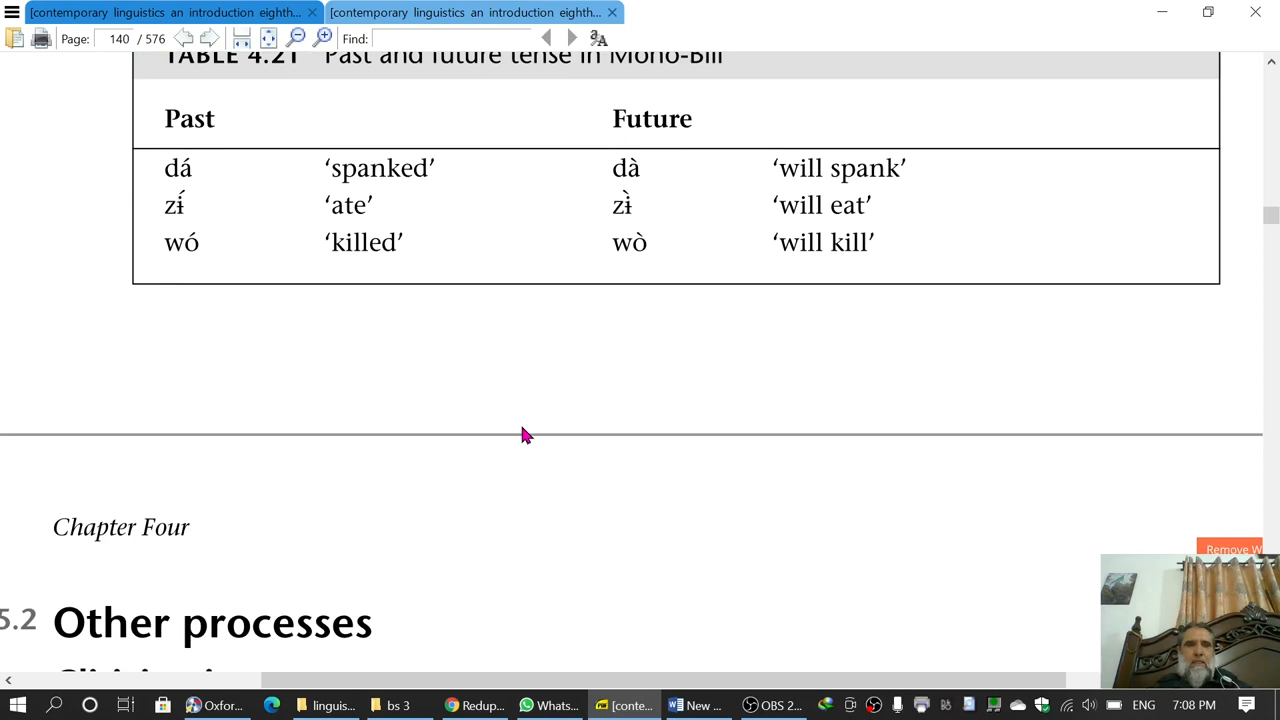 [contemporary linguistics an introduction eighth...
[contemporary linguistics an introduction eighth...
Page: 140 / 576 Find:
TABLE 4.21 Past and future tense in Mono-Bili
Past Future
dá ‘spanked’ dà ‘will spank’
zɨ́ ‘ate’ zɨ̀ ‘will eat’
wó ‘killed’ wò ‘will kill’
Chapter Four
Remove W
5.2 Other processes
Oxfor...
linguis...
bs 3
Redup...
Whats...
[conte...
New ...
OBS 2...
ENG 7:08 PM